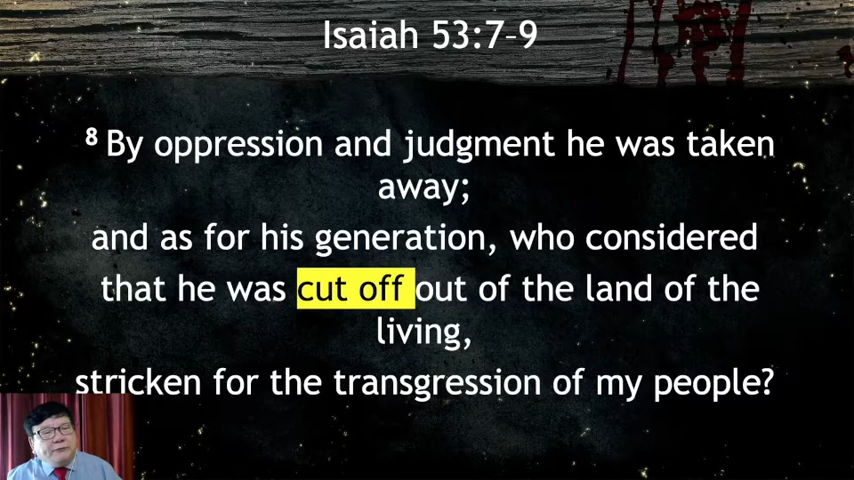 Isaiah 53:7–9
8 By oppression and judgment he was taken
away;
and as for his generation, who considered
that he was cut off out of the land of the
living,
stricken for the transgression of my people?